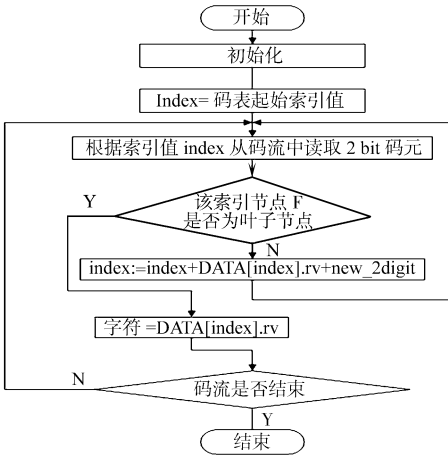 开始
初始化
Index= 码表起始索引值
根据索引值 index 从码流中读取 2 bit 码元
该索引节点 F
是否为叶子节点
Y
N
index:=index+DATA[index].rv+new_2digit
字符 =DATA[index].rv
码流是否结束
N
Y
结束